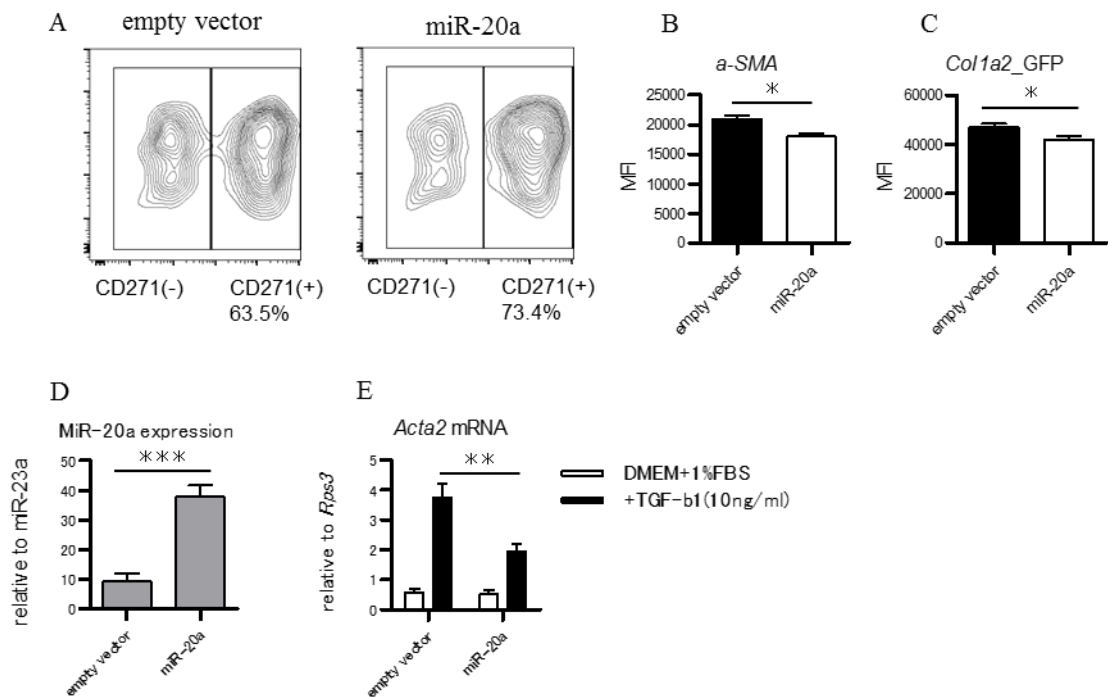 A
empty vector
miR-20a
CD271(-)
CD271(+)
63.5%
CD271(-)
CD271(+)
73.4%
B
a-SMA
*
MFI
25000
20000
15000
10000
5000
0
empty vector
miR-20a
C
Col1a2_GFP
*
MFI
60000
40000
20000
0
empty vector
miR-20a
D
MiR-20a expression
***
relative to miR-23a
50
40
30
20
10
0
empty vector
miR-20a
E
Acta2 mRNA
**
relative to Rps3
5
4
3
2
1
0
empty vector
miR-20a
DMEM+1%FBS
+TGF-b1(10ng/ml)